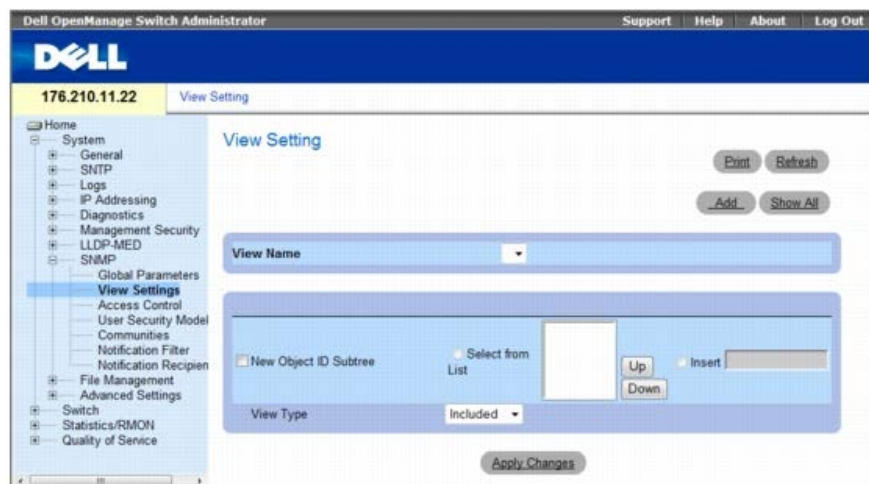 Dell OpenManage Switch Administrator
Support Help About Log Out
DELL
176.210.11.22
View Setting
Home
System
General
SNTP
Logs
IP Addressing
Diagnostics
Management Security
LLDP-MED
SNMP
Global Parameters
View Settings
Access Control
User Security Model
Communities
Notification Filter
Notification Recipien
File Management
Advanced Settings
Switch
Statistics/RMON
Quality of Service
View Setting
Print Refresh
Add Show All
View Name
New Object ID Subtree
Select from
List
Up
Down
Insert
View Type
Included
Apply Changes